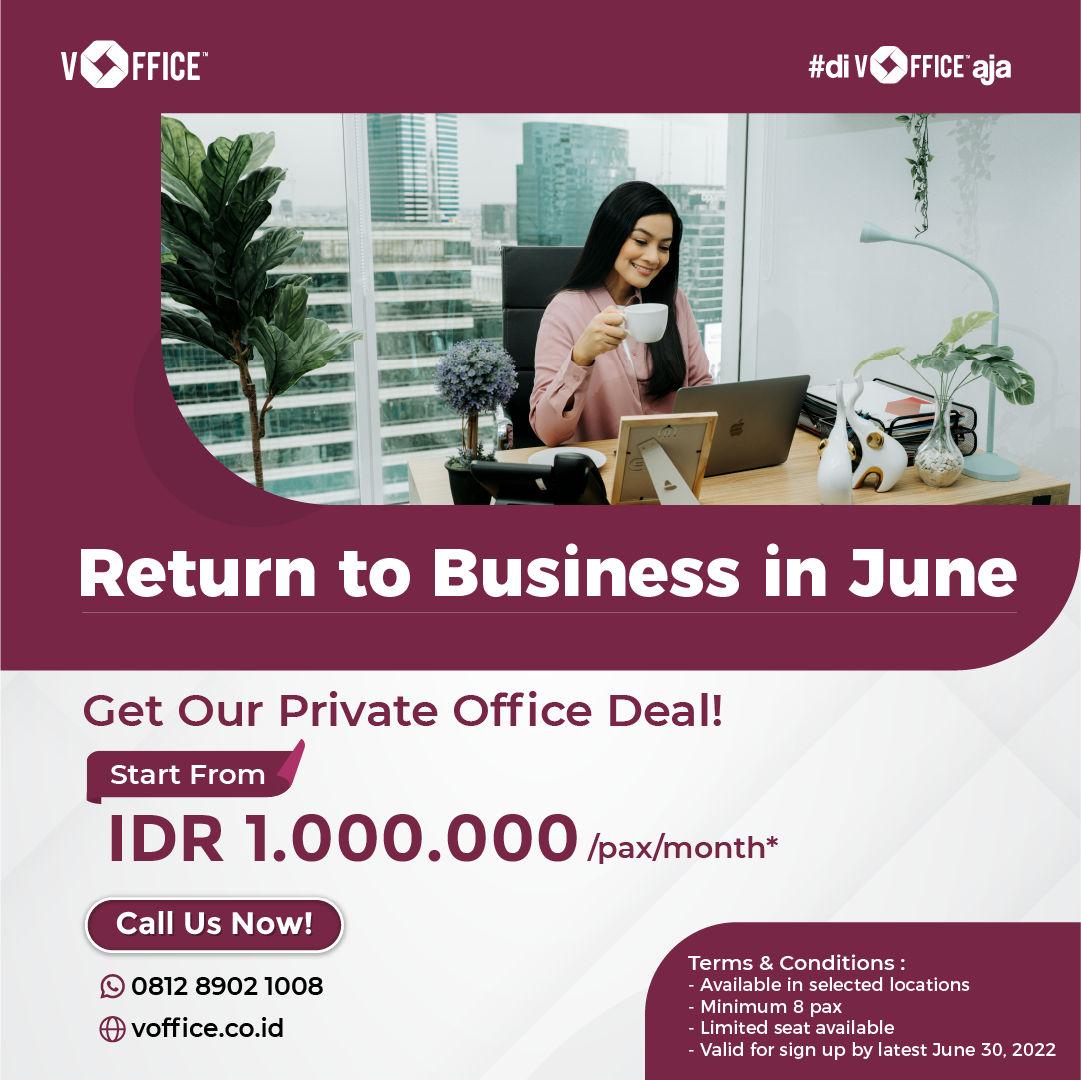 VOFFICE™
#di VOFFICE™ aja
Return to Business in June
Get Our Private Office Deal!
Start From
IDR 1.000.000 /pax/month*
Call Us Now!
0812 8902 1008
voffice.co.id
Terms & Conditions :
- Available in selected locations
- Minimum 8 pax
- Limited seat available
- Valid for sign up by latest June 30, 2022